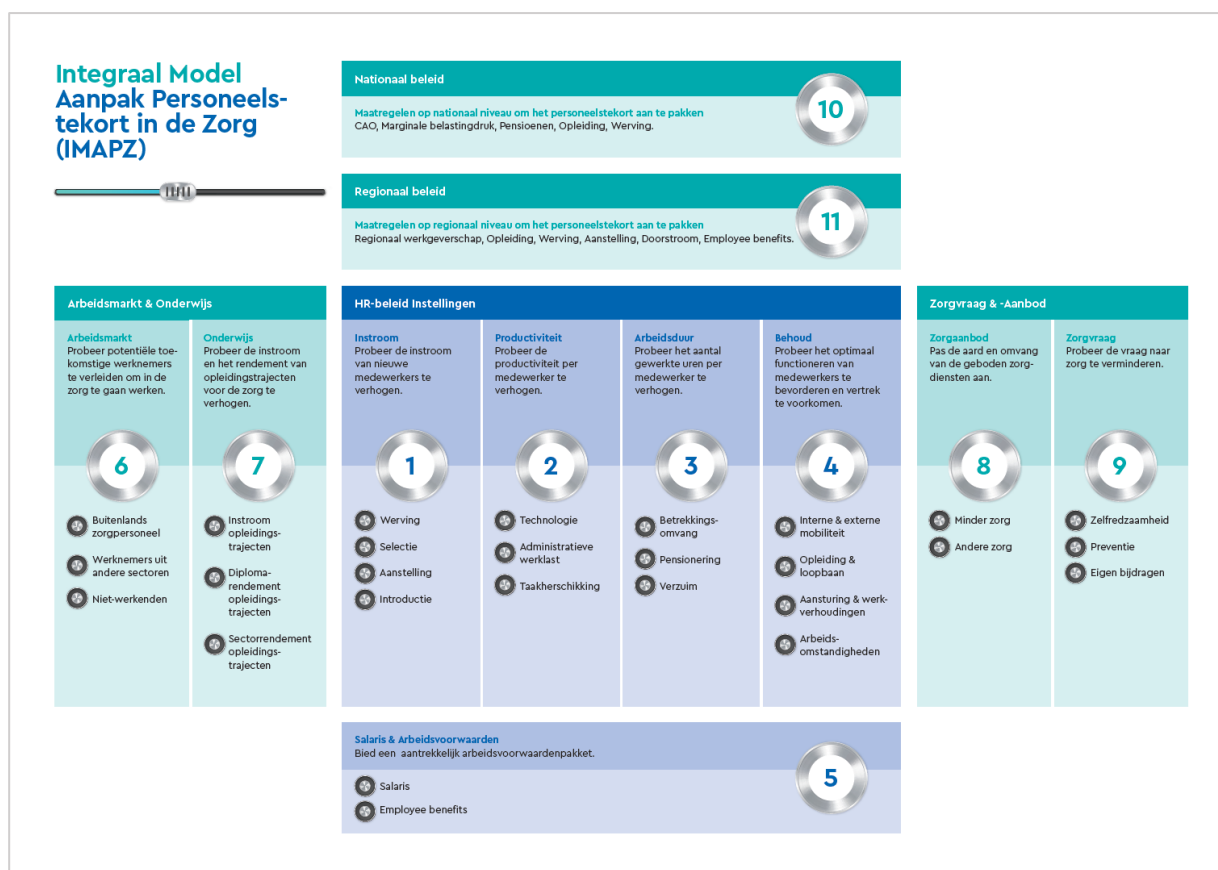 Integraal Model
Aanpak Personeels-
tekort in de Zorg
(IMAPZ)
Nationaal beleid
Maatregelen op nationaal niveau om het personeelstekort aan te pakken
CAO, Marginale belastingdruk, Pensioenen, Opleiding, Werving.
10
Regionaal beleid
Maatregelen op regionaal niveau om het personeelstekort aan te pakken
Regionaal werkgeverschap, Opleiding, Werving, Aanstelling, Doorstroom, Employee benefits.
11
Arbeidsmarkt & Onderwijs
Arbeidsmarkt
Probeer potentiële toe-
komstige werknemers
te verleiden om in de
zorg te gaan werken.
6
Buitenlands
zorgpersoneel
Werknemers uit
andere sectoren
Niet-werkenden
Onderwijs
Probeer de instroom
en het rendement van
opleidingstrajecten
voor de zorg te
verhogen.
7
Instroom
opleidings-
trajecten
Diploma-
rendement
opleidings-
trajecten
Sectorrendement
opleidings-
trajecten
HR-beleid Instellingen
Instroom
Probeer de instroom
van nieuwe
medewerkers te
verhogen.
1
Werving
Selectie
Aanstelling
Introductie
Productiviteit
Probeer de
productiviteit per
medewerker te
verhogen.
2
Technologie
Administratieve
werklast
Taakherschikking
Arbeidsduur
Probeer het aantal
gewerkte uren per
medewerker te
verhogen.
3
Betrekkings-
omvang
Pensionering
Verzuim
Behoud
Probeer het optimaal
functioneren van
medewerkers te
bevorderen en vertrek
te voorkomen.
4
Interne & externe
mobiliteit
Opleiding &
loopbaan
Aansturing & werk-
verhoudingen
Arbeids-
omstandigheden
Zorgvraag & -Aanbod
Zorgaanbod
Pas de aard en omvang
van de geboden zorg-
diensten aan.
8
Minder zorg
Andere zorg
Zorgvraag
Probeer de vraag naar
zorg te verminderen.
9
Zelfredzaamheid
Preventie
Eigen bijdragen
Salaris & Arbeidsvoorwaarden
Bied een aantrekkelijk arbeidsvoorwaardenpakket.
5
Salaris
Employee benefits